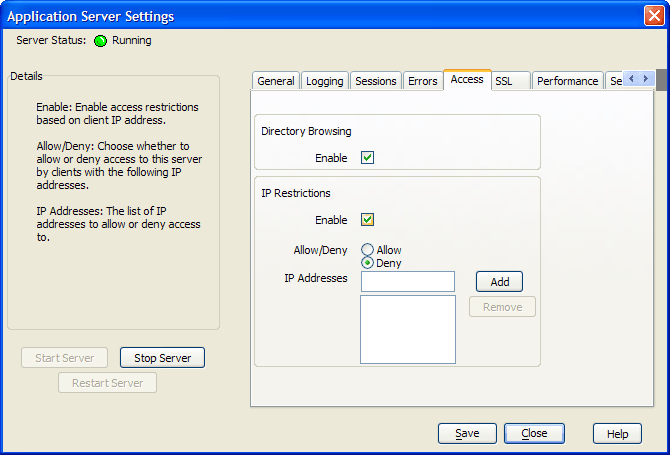 Application Server Settings
Server Status: Running
Details
Enable: Enable access restrictions
based on client IP address.
Allow/Deny: Choose whether to
allow or deny access to this server
by clients with the following IP
addresses.
IP Addresses: The list of IP
addresses to allow or deny access
to.
Start Server
Stop Server
Restart Server
General Logging Sessions Errors Access SSL Performance Se
Directory Browsing
Enable
IP Restrictions
Enable
Allow/Deny Allow
Deny
IP Addresses
Add
Remove
Save Close Help